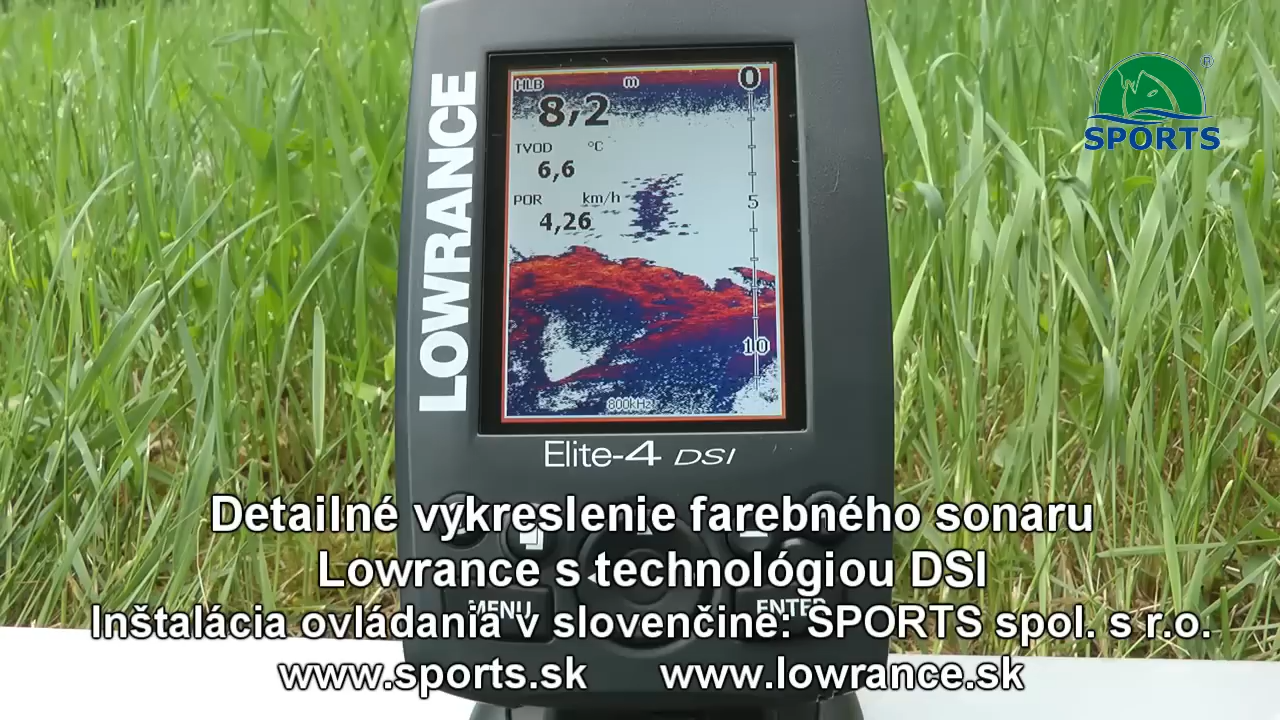 LOWRANCE
HLB m 0
8,2
TVOD °C
6,6
POR km/h 5
4,26
10
800kHz
Elite-4 DSI
SPORTS ®
Detailné vykreslenie farebného sonaru
Lowrance s technológiou DSI
MENU ENTER
Inštalácia ovládania v slovenčine: SPORTS spol. s r.o.
www.sports.sk www.lowrance.sk